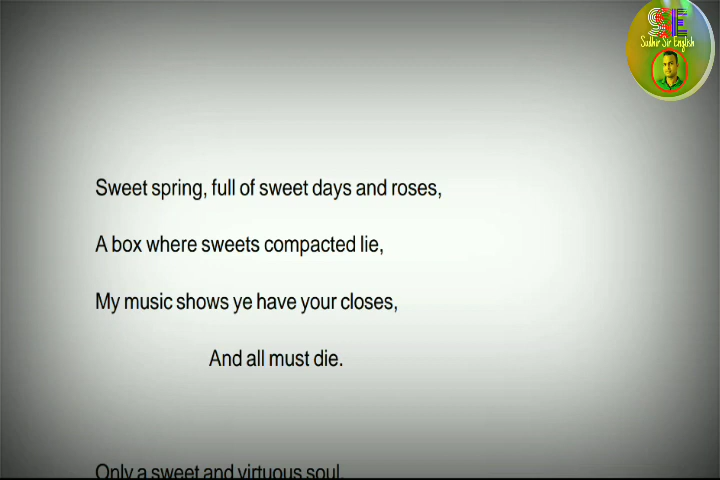 SE
Sudhir Sir English
Sweet spring, full of sweet days and roses,
A box where sweets compacted lie,
My music shows ye have your closes,
And all must die.
Only a sweet and virtuous soul,